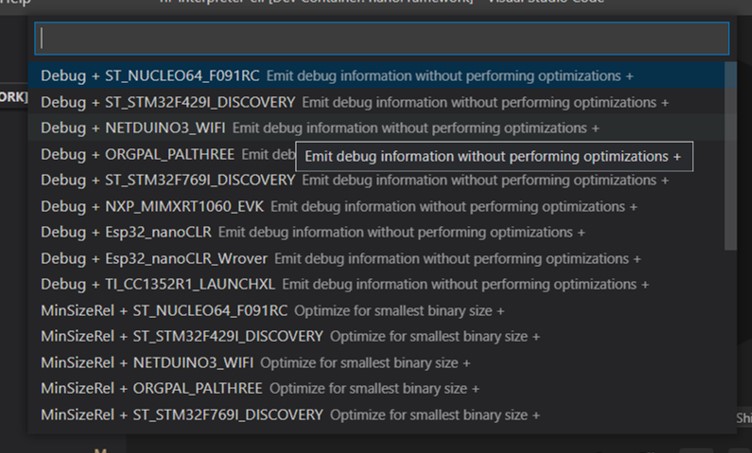 Help
[Dev Container: nanoFramework] - Visual Studio Code
ORK]
Debug + ST_NUCLEO64_F091RC Emit debug information without performing optimizations +
Debug + ST_STM32F429I_DISCOVERY Emit debug information without performing optimizations +
Debug + NETDUINO3_WIFI Emit debug information without performing optimizations +
Debug + ORGPAL_PALTHREE Emit deb
Emit debug information without performing optimizations +
Debug + ST_STM32F769I_DISCOVERY Emit debug information without performing optimizations +
Debug + NXP_MIMXRT1060_EVK Emit debug information without performing optimizations +
Debug + Esp32_nanoCLR Emit debug information without performing optimizations +
Debug + Esp32_nanoCLR_Wrover Emit debug information without performing optimizations +
Debug + TI_CC1352R1_LAUNCHXL Emit debug information without performing optimizations +
MinSizeRel + ST_NUCLEO64_F091RC Optimize for smallest binary size +
MinSizeRel + ST_STM32F429I_DISCOVERY Optimize for smallest binary size +
MinSizeRel + NETDUINO3_WIFI Optimize for smallest binary size +
MinSizeRel + ORGPAL_PALTHREE Optimize for smallest binary size +
MinSizeRel + ST_STM32F769I_DISCOVERY Optimize for smallest binary size +
Shi